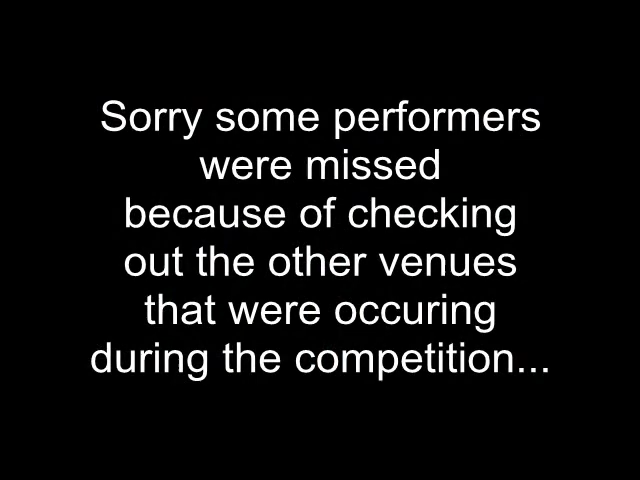 Sorry some performers
were missed
because of checking
out the other venues
that were occuring
during the competition...